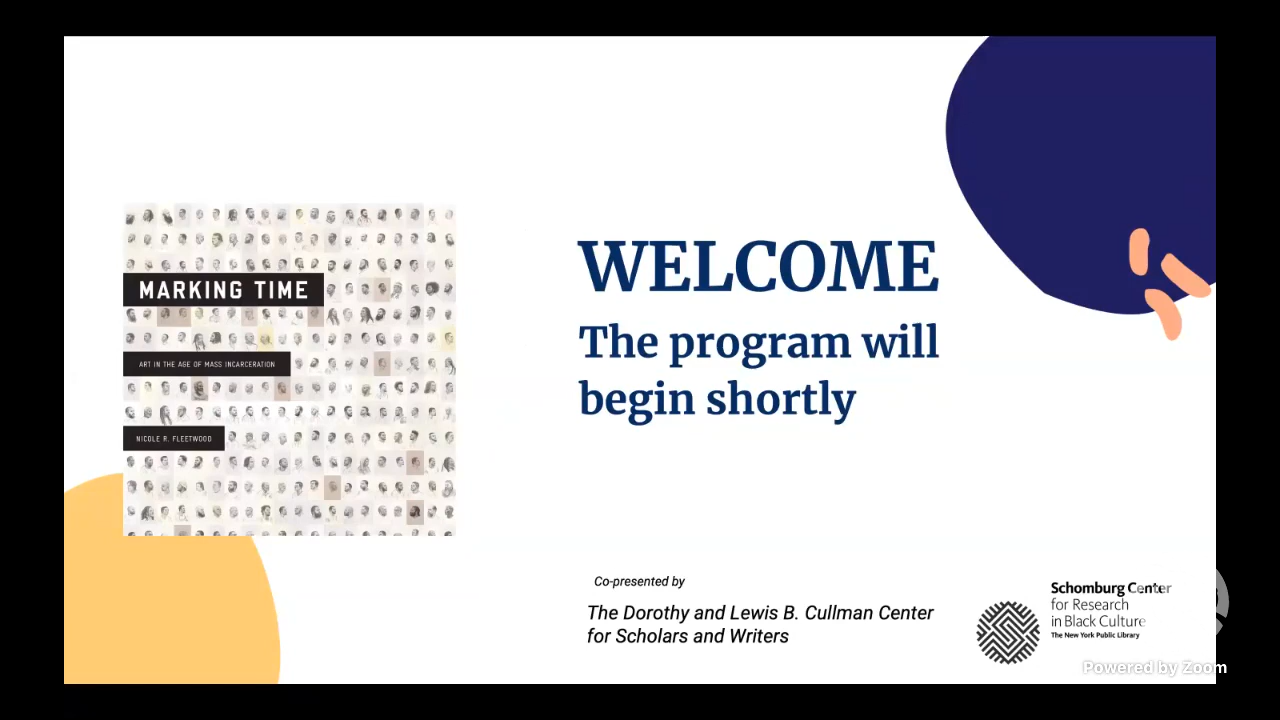 MARKING TIME
ART IN THE AGE OF MASS INCARCERATION
NICOLE R. FLEETWOOD
WELCOME
The program will
begin shortly
Co-presented by
The Dorothy and Lewis B. Cullman Center
for Scholars and Writers
Schomburg Center
for Research
in Black Culture
The New York Public Library
Powered by Zoom